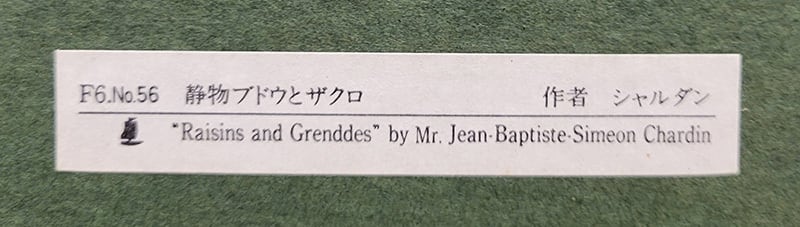 F6.No.56 静物ブドウとザクロ 作者 シャルダン
"Raisins and Grenddes" by Mr. Jean-Baptiste-Simeon Chardin